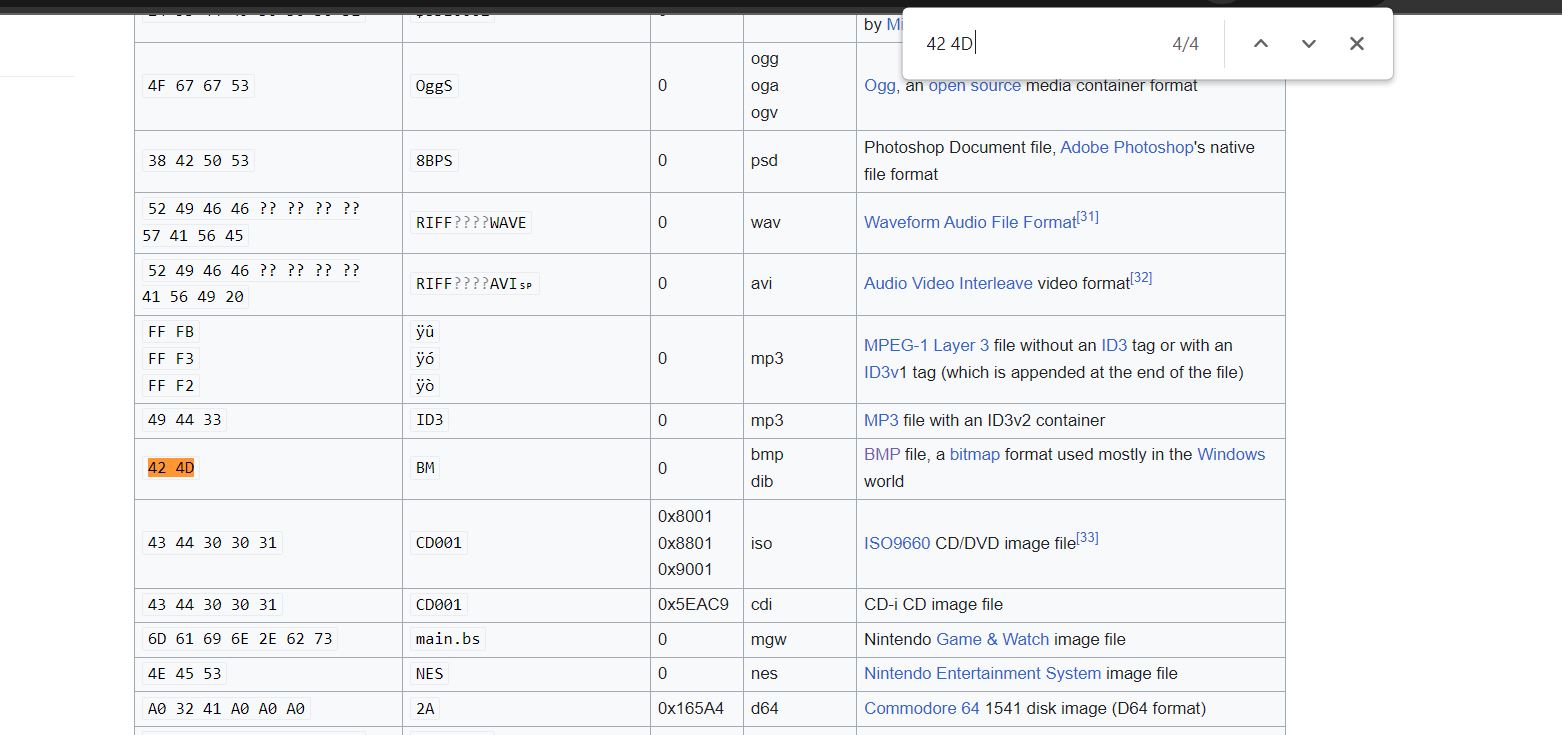 by Mi
42 4D
4/4
4F 67 67 53
OggS
0
ogg
oga
ogv
Ogg, an open source media container format
38 42 50 53
8BPS
0
psd
Photoshop Document file, Adobe Photoshop's native
file format
52 49 46 46 ?? ?? ?? ??
57 41 56 45
RIFF????WAVE
0
wav
Waveform Audio File Format[31]
52 49 46 46 ?? ?? ?? ??
41 56 49 20
RIFF????AVI␠
0
avi
Audio Video Interleave video format[32]
FF FB
FF F3
FF F2
ÿû
ÿó
ÿò
0
mp3
MPEG-1 Layer 3 file without an ID3 tag or with an
ID3v1 tag (which is appended at the end of the file)
49 44 33
ID3
0
mp3
MP3 file with an ID3v2 container
42 4D
BM
0
bmp
dib
BMP file, a bitmap format used mostly in the Windows
world
43 44 30 30 31
CD001
0x8001
0x8801
0x9001
iso
ISO9660 CD/DVD image file[33]
43 44 30 30 31
CD001
0x5EAC9
cdi
CD-i CD image file
6D 61 69 6E 2E 62 73
main.bs
0
mgw
Nintendo Game & Watch image file
4E 45 53
NES
0
nes
Nintendo Entertainment System image file
A0 32 41 A0 A0 A0
2A
0x165A4
d64
Commodore 64 1541 disk image (D64 format)